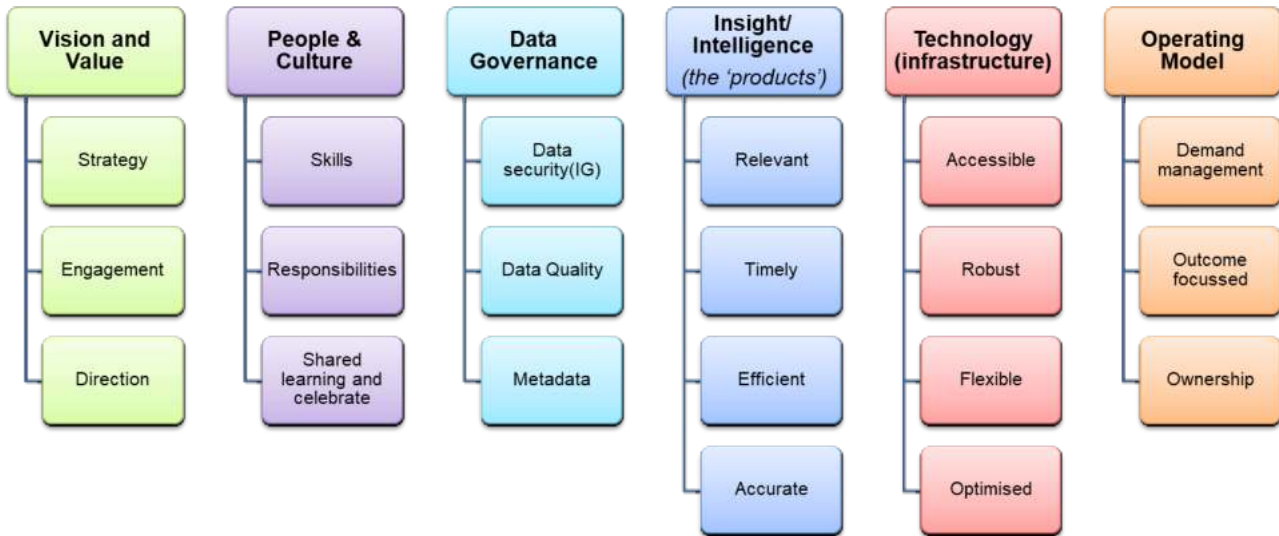 Vision and
Value
Strategy
Engagement
Direction
People &
Culture
Skills
Responsibilities
Shared
learning and
celebrate
Data
Governance
Data
security(IG)
Data Quality
Metadata
Insight/
Intelligence
(the ‘products’)
Relevant
Timely
Efficient
Accurate
Technology
(infrastructure)
Accessible
Robust
Flexible
Optimised
Operating
Model
Demand
management
Outcome
focussed
Ownership